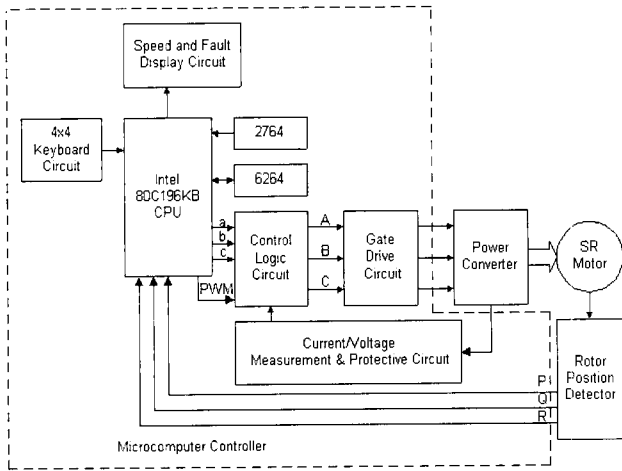 Speed and Fault
Display Circuit
4x4
Keyboard
Circuit
Intel
80C196KB
CPU
2764
6264
a
b
c
PWM
Control
Logic
Circuit
A
B
C
Gate
Drive
Circuit
Power
Converter
SR
Motor
Current/Voltage
Measurement & Protective Circuit
Rotor
Position
Detector
P
Q
R
Microcomputer Controller